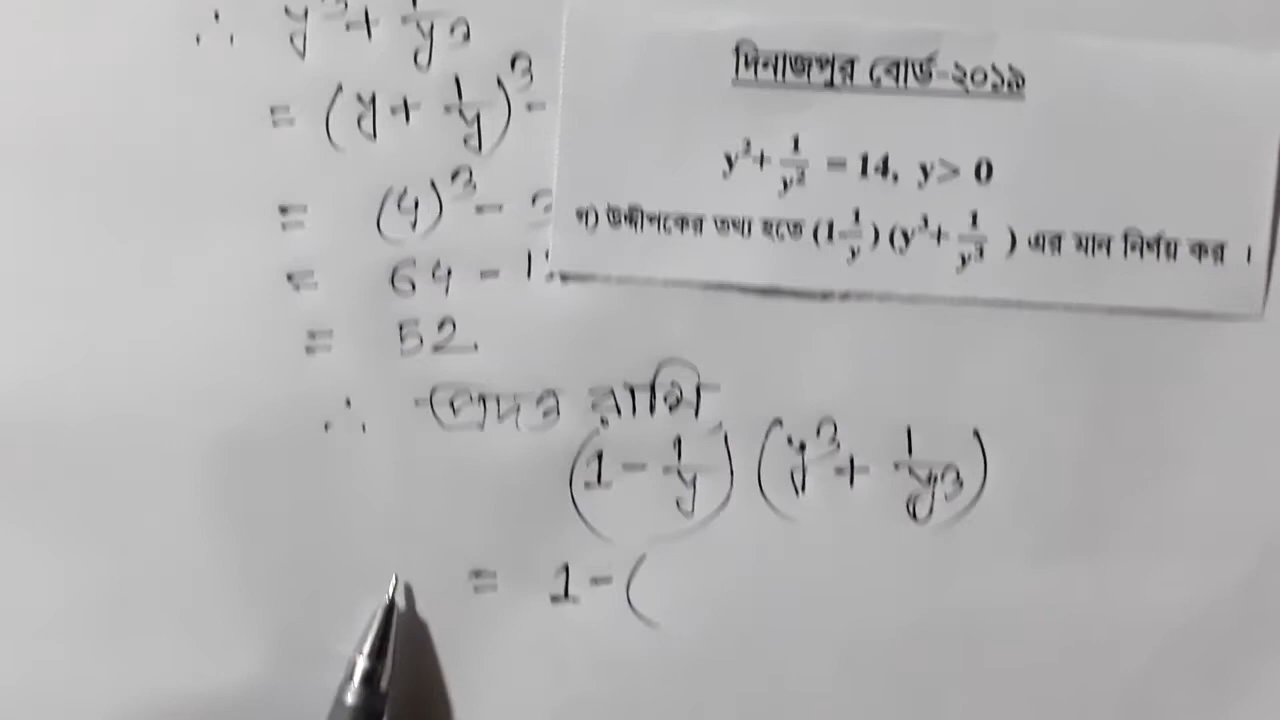 ∴ y³ + 1/y³
= (y + 1/y)³ -
= (4)³ - 3
= 64 - 1
= 52.
দিনাজপুর বোর্ড-২০১৯
y² + 1/y² = 14, y > 0
গ) উদ্দীপকের তথ্য হতে (1 - 1/y) (y³ + 1/y³) এর মান নির্ণয় কর ।
∴ প্রদত্ত রাশি,
(1 - 1/y) (y³ + 1/y³)
= 1 - (